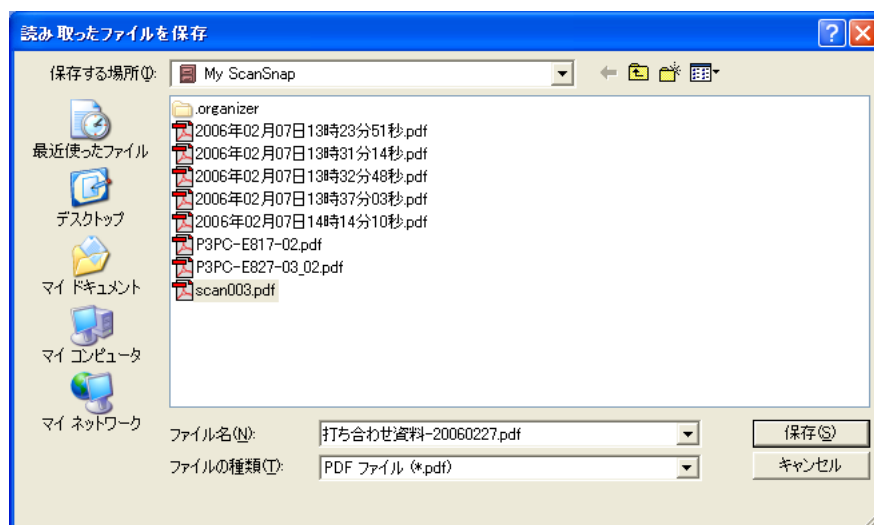 読み取ったファイルを保存
保存する場所(I):
My ScanSnap
最近使ったファイル
デスクトップ
マイ ドキュメント
マイ コンピュータ
マイ ネットワーク
.organizer
2006年02月07日13時23分51秒.pdf
2006年02月07日13時31分14秒.pdf
2006年02月07日13時32分48秒.pdf
2006年02月07日13時37分03秒.pdf
2006年02月07日14時14分10秒.pdf
P3PC-E817-02.pdf
P3PC-E827-03_02.pdf
scan003.pdf
ファイル名(N):
打ち合わせ資料-20060227.pdf
保存(S)
ファイルの種類(T):
PDF ファイル (*.pdf)
キャンセル